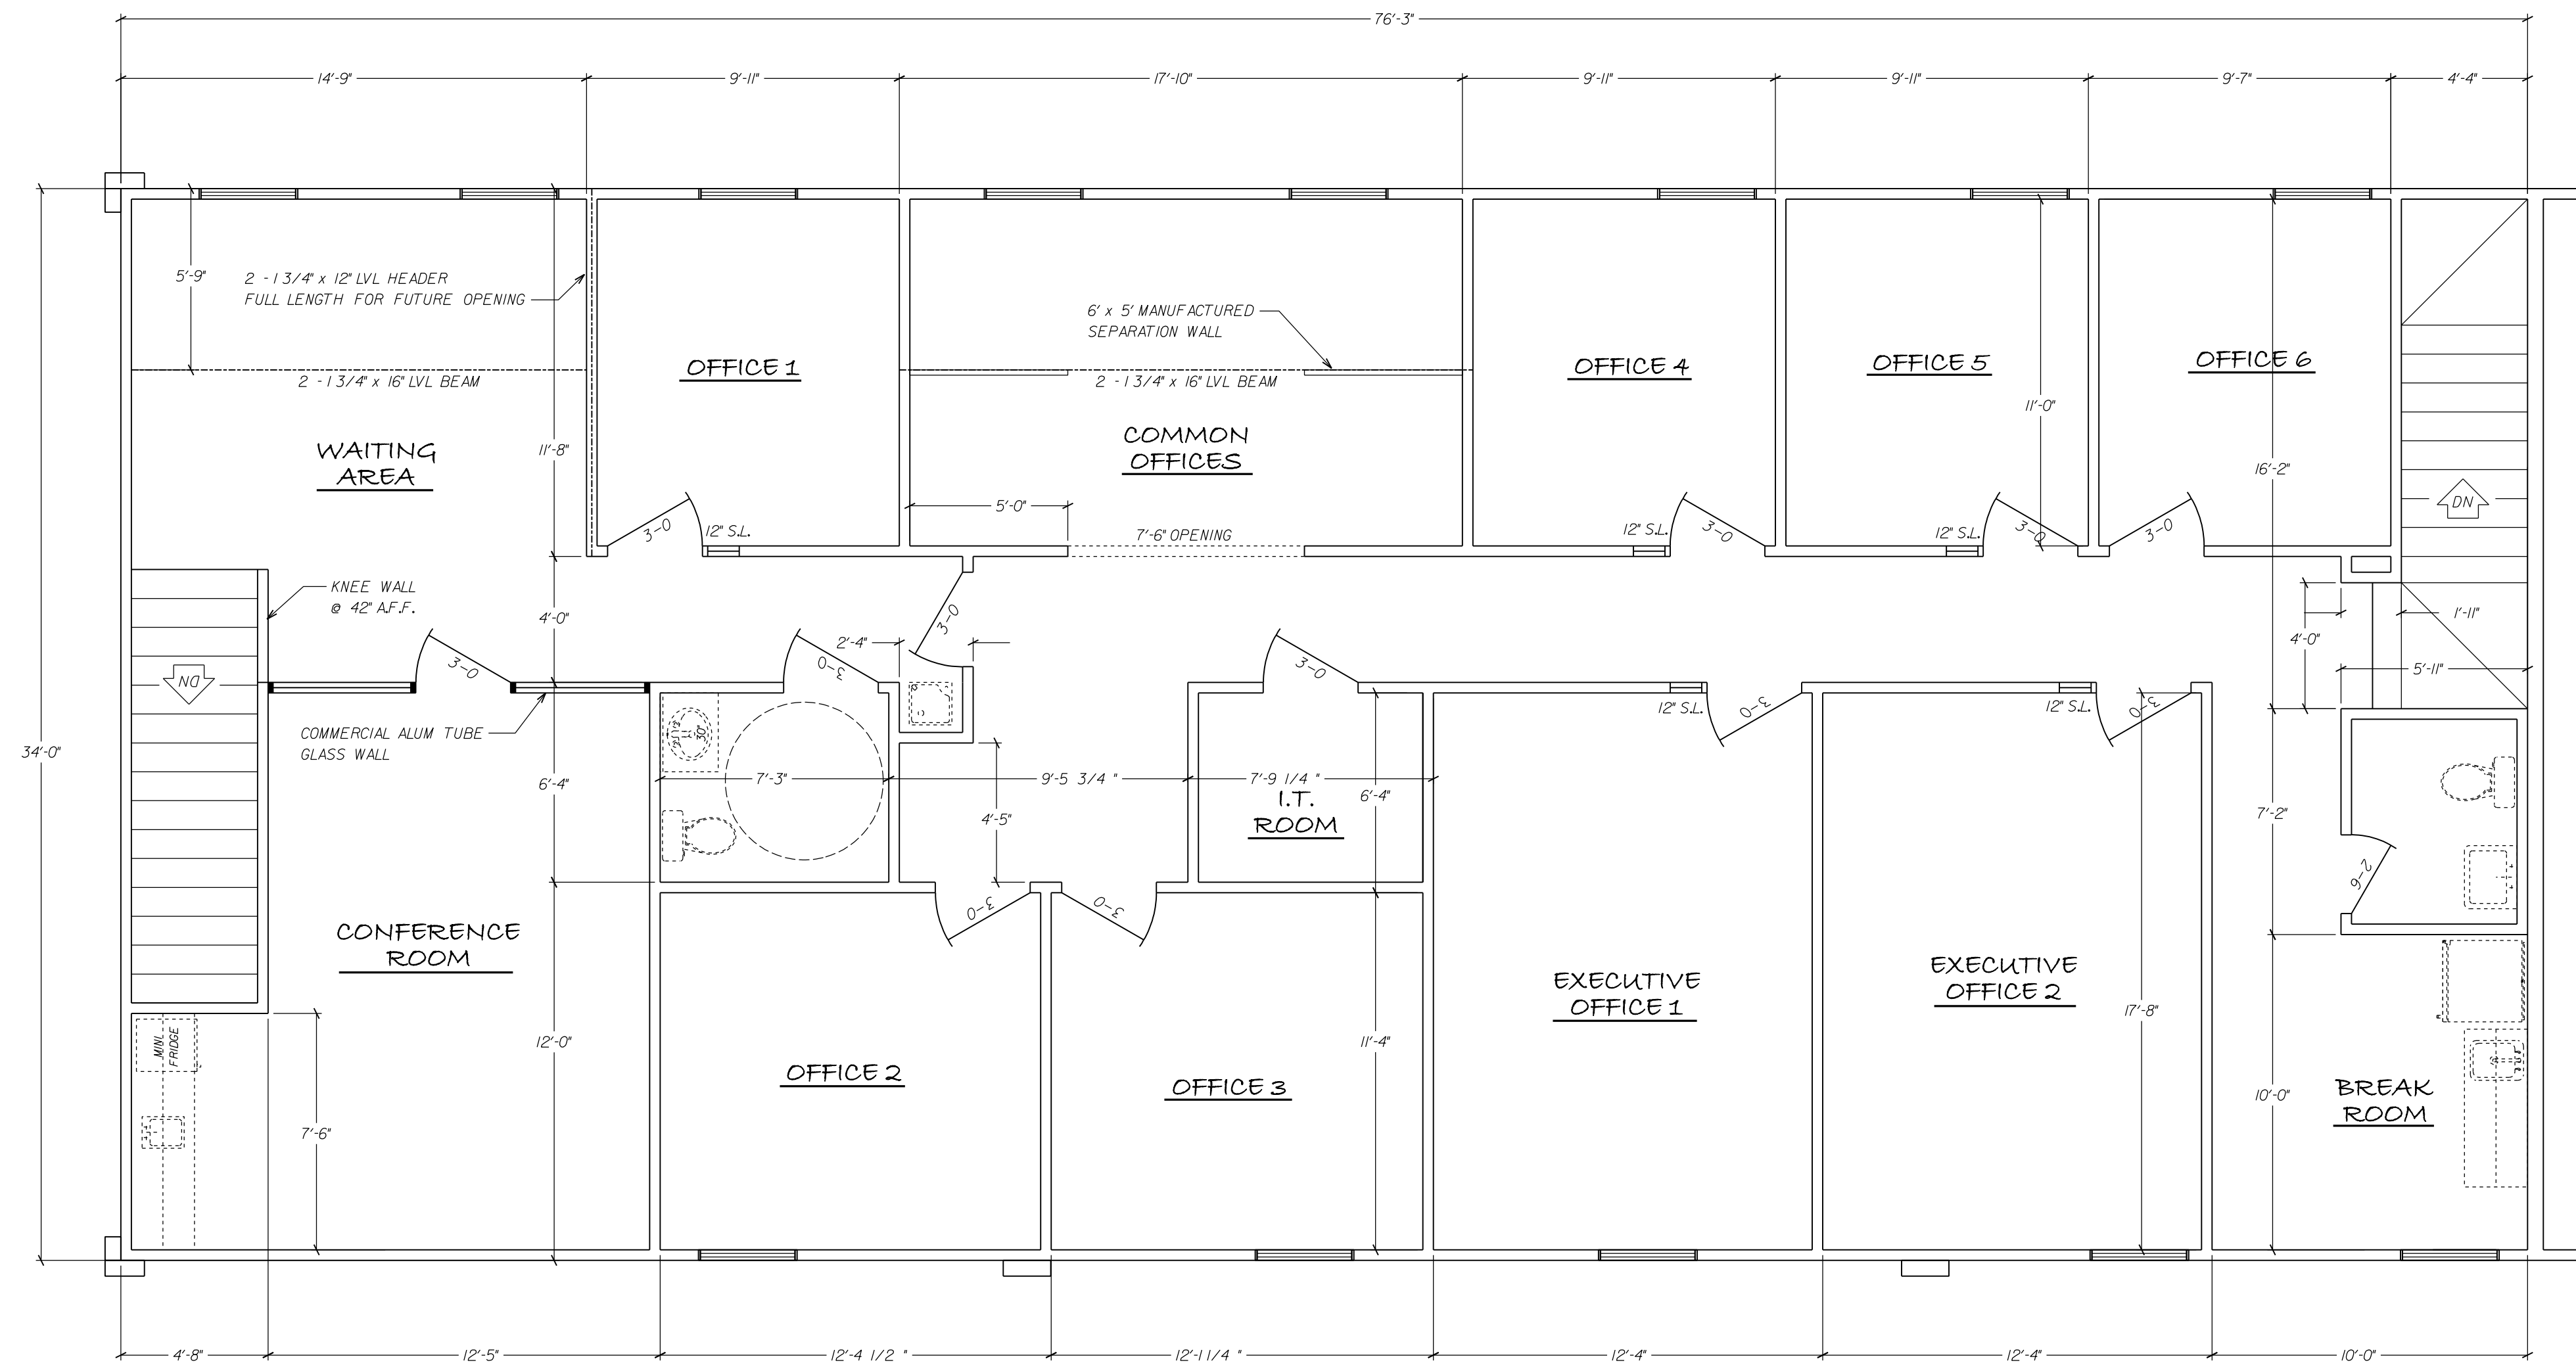 76'-3"
14'-9"
9'-11"
17'-10"
9'-11"
9'-11"
9'-7"
4'-4"
5'-9"
2 - 1 3/4" x 12" LVL HEADER
FULL LENGTH FOR FUTURE OPENING
6' x 5' MANUFACTURED
SEPARATION WALL
OFFICE 1
OFFICE 4
OFFICE 5
OFFICE 6
2 - 1 3/4" x 16" LVL BEAM
2 - 1 3/4" x 16" LVL BEAM
11'-0"
WAITING
AREA
11'-8"
COMMON
OFFICES
16'-2"
5'-0"
DN
3-0
12" S.L.
7'-6" OPENING
12" S.L.
3-0
12" S.L.
3-0
3-0
KNEE WALL
@ 42" A.F.F.
4'-0"
3-0
1'-11"
4'-0"
2'-4"
3-0
3-0
3-0
5'-11"
DN
12" S.L.
3-0
12" S.L.
3-0
COMMERCIAL ALUM TUBE
GLASS WALL
30"
34'-0"
6'-4"
7'-3"
9'-5 3/4 "
7'-9 1/4 "
I.T.
ROOM
6'-4"
4'-5"
7'-2"
2-6
3-0
3-0
CONFERENCE
ROOM
EXECUTIVE
OFFICE 1
EXECUTIVE
OFFICE 2
17'-8"
MINI
FRIDGE
12'-0"
11'-4"
OFFICE 2
OFFICE 3
10'-0"
BREAK
ROOM
7'-6"
4'-8"
12'-5"
12'-4 1/2 "
12'-1 1/4 "
12'-4"
12'-4"
10'-0"